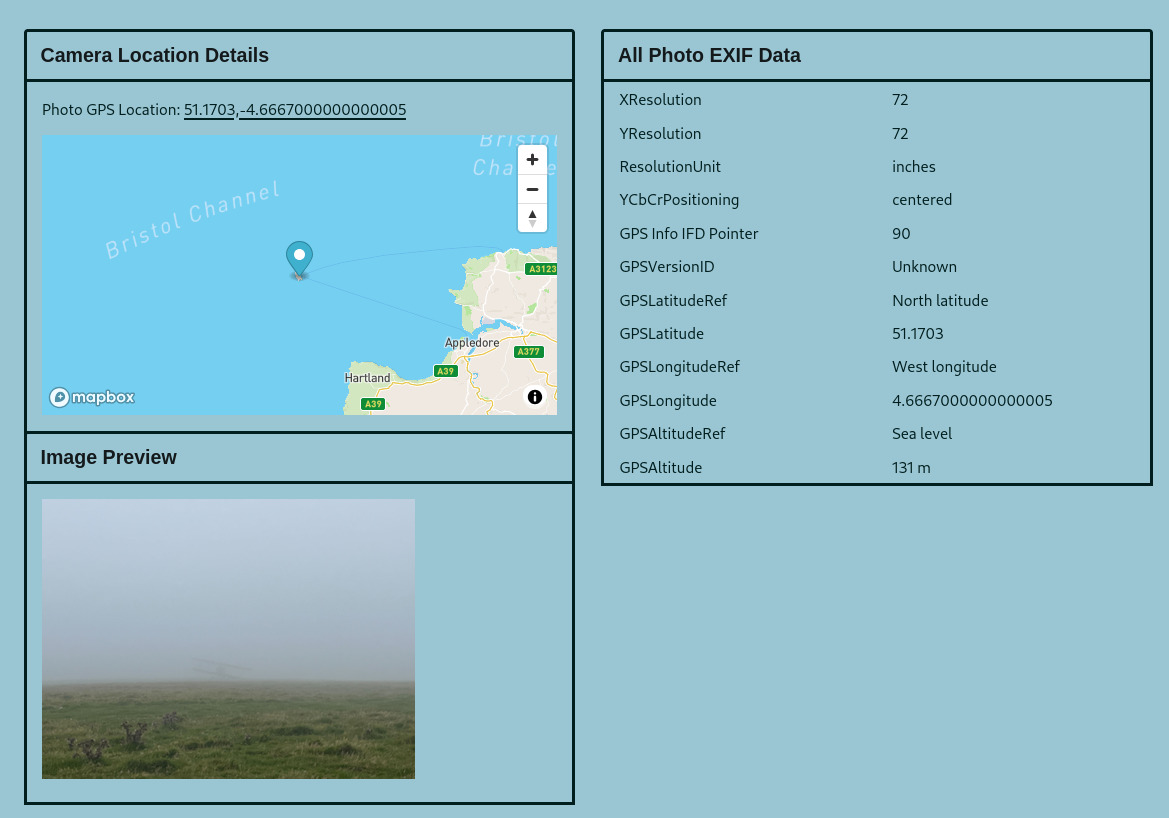 Camera Location Details
Photo GPS Location: 51.1703,-4.6667000000000005
Bristol
Channel
Bristol Channel
A3123
Appledore
A377
A39
Hartland
A39
mapbox
Image Preview
All Photo EXIF Data
XResolution 72
YResolution 72
ResolutionUnit inches
YCbCrPositioning centered
GPS Info IFD Pointer 90
GPSVersionID Unknown
GPSLatitudeRef North latitude
GPSLatitude 51.1703
GPSLongitudeRef West longitude
GPSLongitude 4.6667000000000005
GPSAltitudeRef Sea level
GPSAltitude 131 m